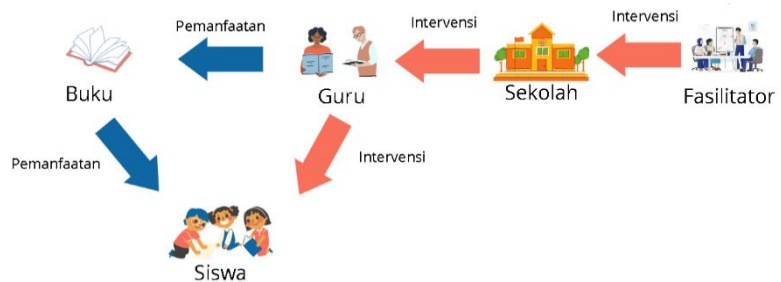 Pemanfaatan
Intervensi
Intervensi
Buku
Guru
Sekolah
Fasilitator
Pemanfaatan
Intervensi
Siswa